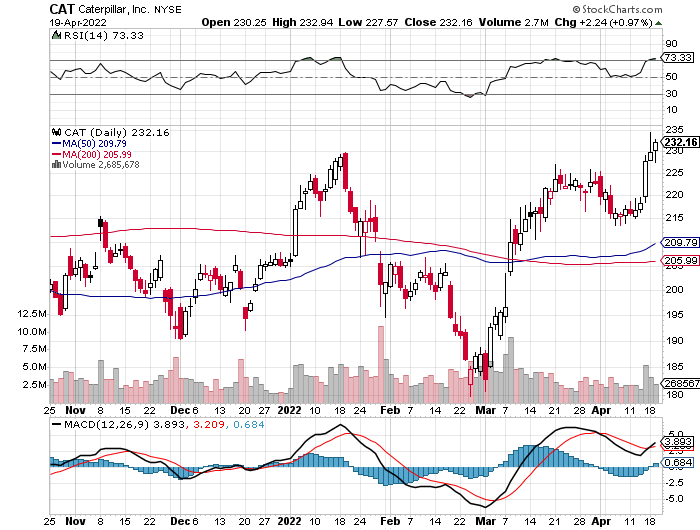 CAT Caterpillar, Inc. NYSE © StockCharts.com
19-Apr-2022 Open 230.25 High 232.94 Low 227.57 Close 232.16 Volume 2.7M Chg +2.24 (+0.97%)
RSI(14) 73.33
90
73.33
50
30
10
CAT (Daily) 232.16
MA(50) 209.79
MA(200) 205.99
Volume 2,685,678
235
232.16
230
225
220
215
209.79
205.99
205
200
195
190
185
180
12.5M
10.0M
7.5M
5.0M
2.5M
25 Nov 8 15 22 Dec 6 13 20 27 2022 10 18 24 Feb 7 14 22 Mar 7 14 21 28 Apr 11 18
MACD(12,26,9) 3.893, 3.209, 0.684
5.0
3.893
0.684
-2.5
-5.0
25 Nov 8 15 22 Dec 6 13 20 27 2022 10 18 24 Feb 7 14 22 Mar 7 14 21 28 Apr 11 18